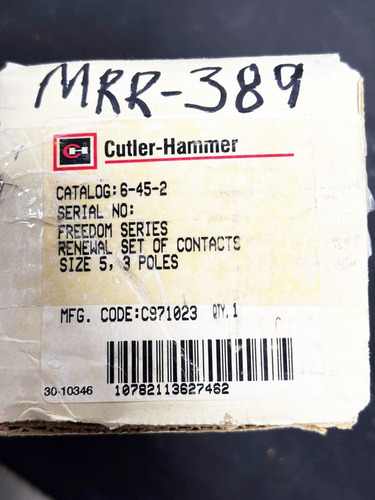 MRR-389
CH Cutler-Hammer
CATALOG:6-45-2
SERIAL NO:
FREEDOM SERIES
RENEWAL SET OF CONTACTS
SIZE 5, 3 POLES
MFG. CODE:C971023 QTY.1
30-10346 10782113627462